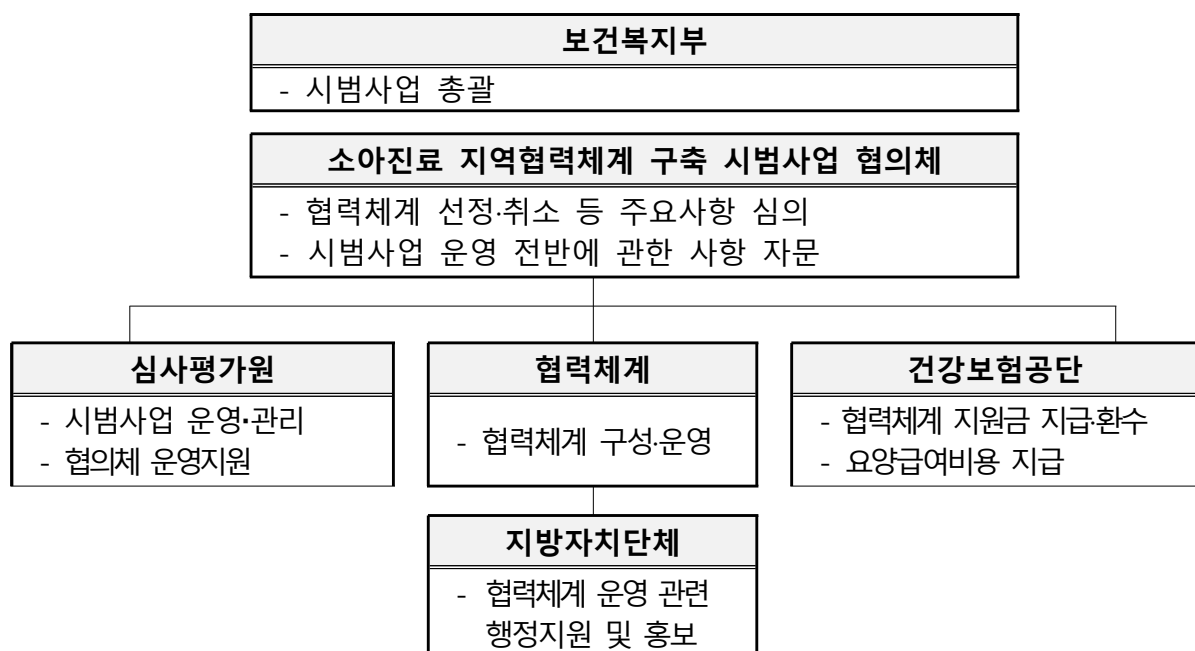 보건복지부
- 시범사업 총괄
소아진료 지역협력체계 구축 시범사업 협의체
- 협력체계 선정·취소 등 주요사항 심의
- 시범사업 운영 전반에 관한 사항 자문
심사평가원
- 시범사업 운영·관리
- 협의체 운영지원
협력체계
- 협력체계 구성·운영
건강보험공단
- 협력체계 지원금 지급·환수
- 요양급여비용 지급
지방자치단체
- 협력체계 운영 관련
행정지원 및 홍보